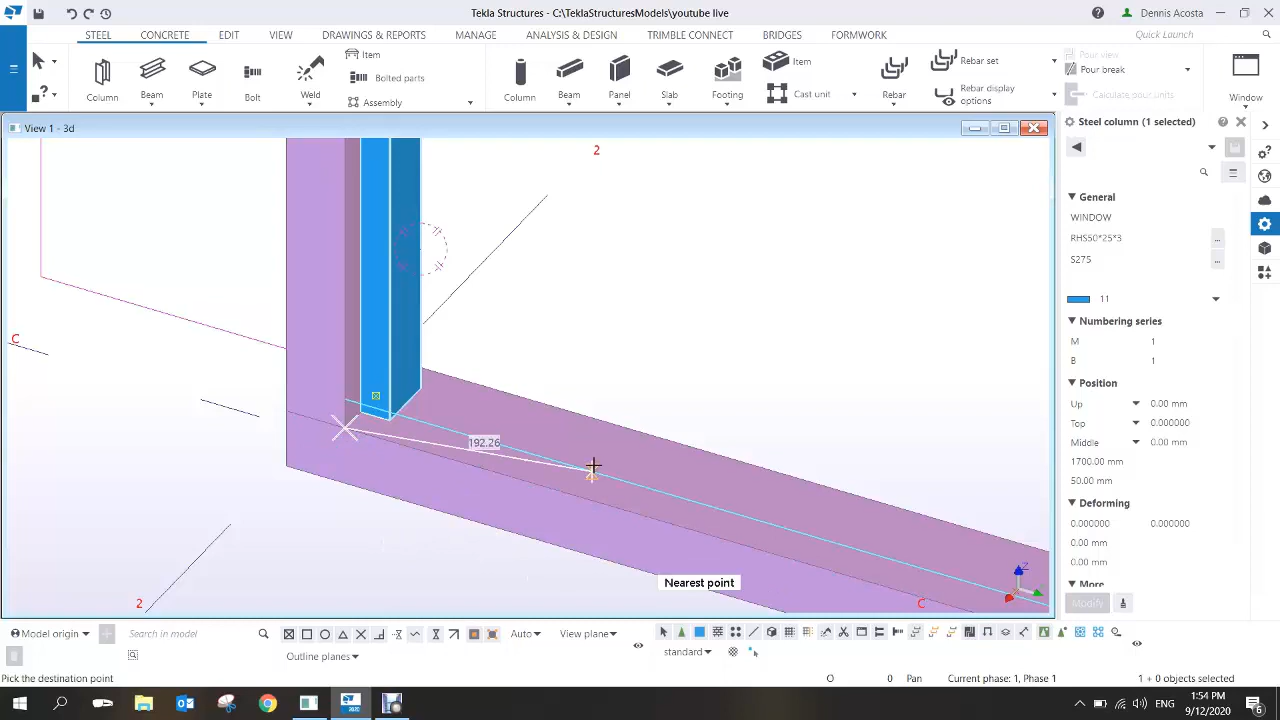 Tekla Structures - C:\TeklaStructuresModels\youtube live
Dennis Acosta
STEEL
CONCRETE
EDIT
VIEW
DRAWINGS & REPORTS
MANAGE
ANALYSIS & DESIGN
TRIMBLE CONNECT
BRIDGES
FORMWORK
Quick Launch
Column
Beam
Plate
Bolt
Weld
Item
Bolted parts
Assembly
Column
Beam
Panel
Slab
Footing
Item
Cast unit
Rebar
Rebar set
Rebar display
options
Pour view
Pour break
Calculate pour units
Window
View 1 - 3d
Steel column (1 selected)
General
WINDOW
RHS50*25*3
...
S275
...
11
Numbering series
M 1
B 1
Position
Up 0.00 mm
Top 0.000000
Middle 0.00 mm
1700.00 mm
50.00 mm
Deforming
0.000000 0.000000
0.00 mm
0.00 mm
More
Modify
2
C
192.26
Nearest point
Z
2
C
Model origin
Search in model
Auto
View plane
Outline planes
standard
Pick the destination point
O
0
Pan
Current phase: 1, Phase 1
1 + 0 objects selected
ENG
1:54 PM
9/12/2020
6